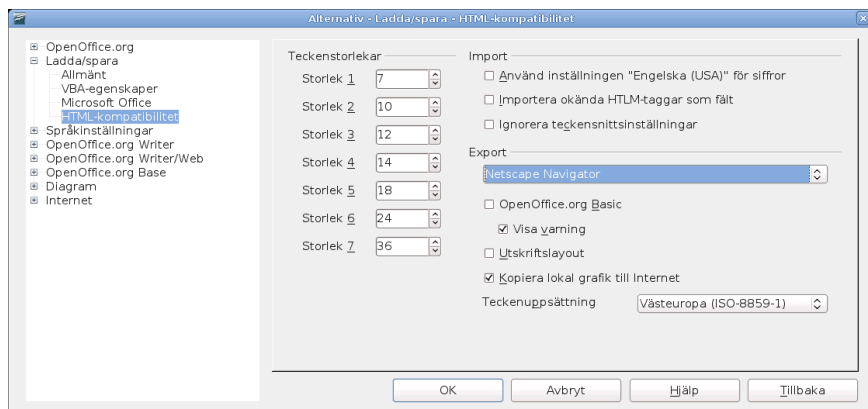 Alternativ - Ladda/spara - HTML-kompatibilitet
OpenOffice.org
Ladda/spara
Allmänt
VBA-egenskaper
Microsoft Office
HTML-kompatibilitet
Språkinställningar
OpenOffice.org Writer
OpenOffice.org Writer/Web
OpenOffice.org Base
Diagram
Internet
Teckenstorlekar
Storlek 1 7
Storlek 2 10
Storlek 3 12
Storlek 4 14
Storlek 5 18
Storlek 6 24
Storlek 7 36
Import
Använd inställningen "Engelska (USA)" för siffror
Importera okända HTLM-taggar som fält
Ignorera teckensnittsinställningar
Export
Netscape Navigator
OpenOffice.org Basic
Visa varning
Utskriftslayout
Kopiera lokal grafik till Internet
Teckenuppsättning Västeuropa (ISO-8859-1)
OK Avbryt Hjälp Tillbaka